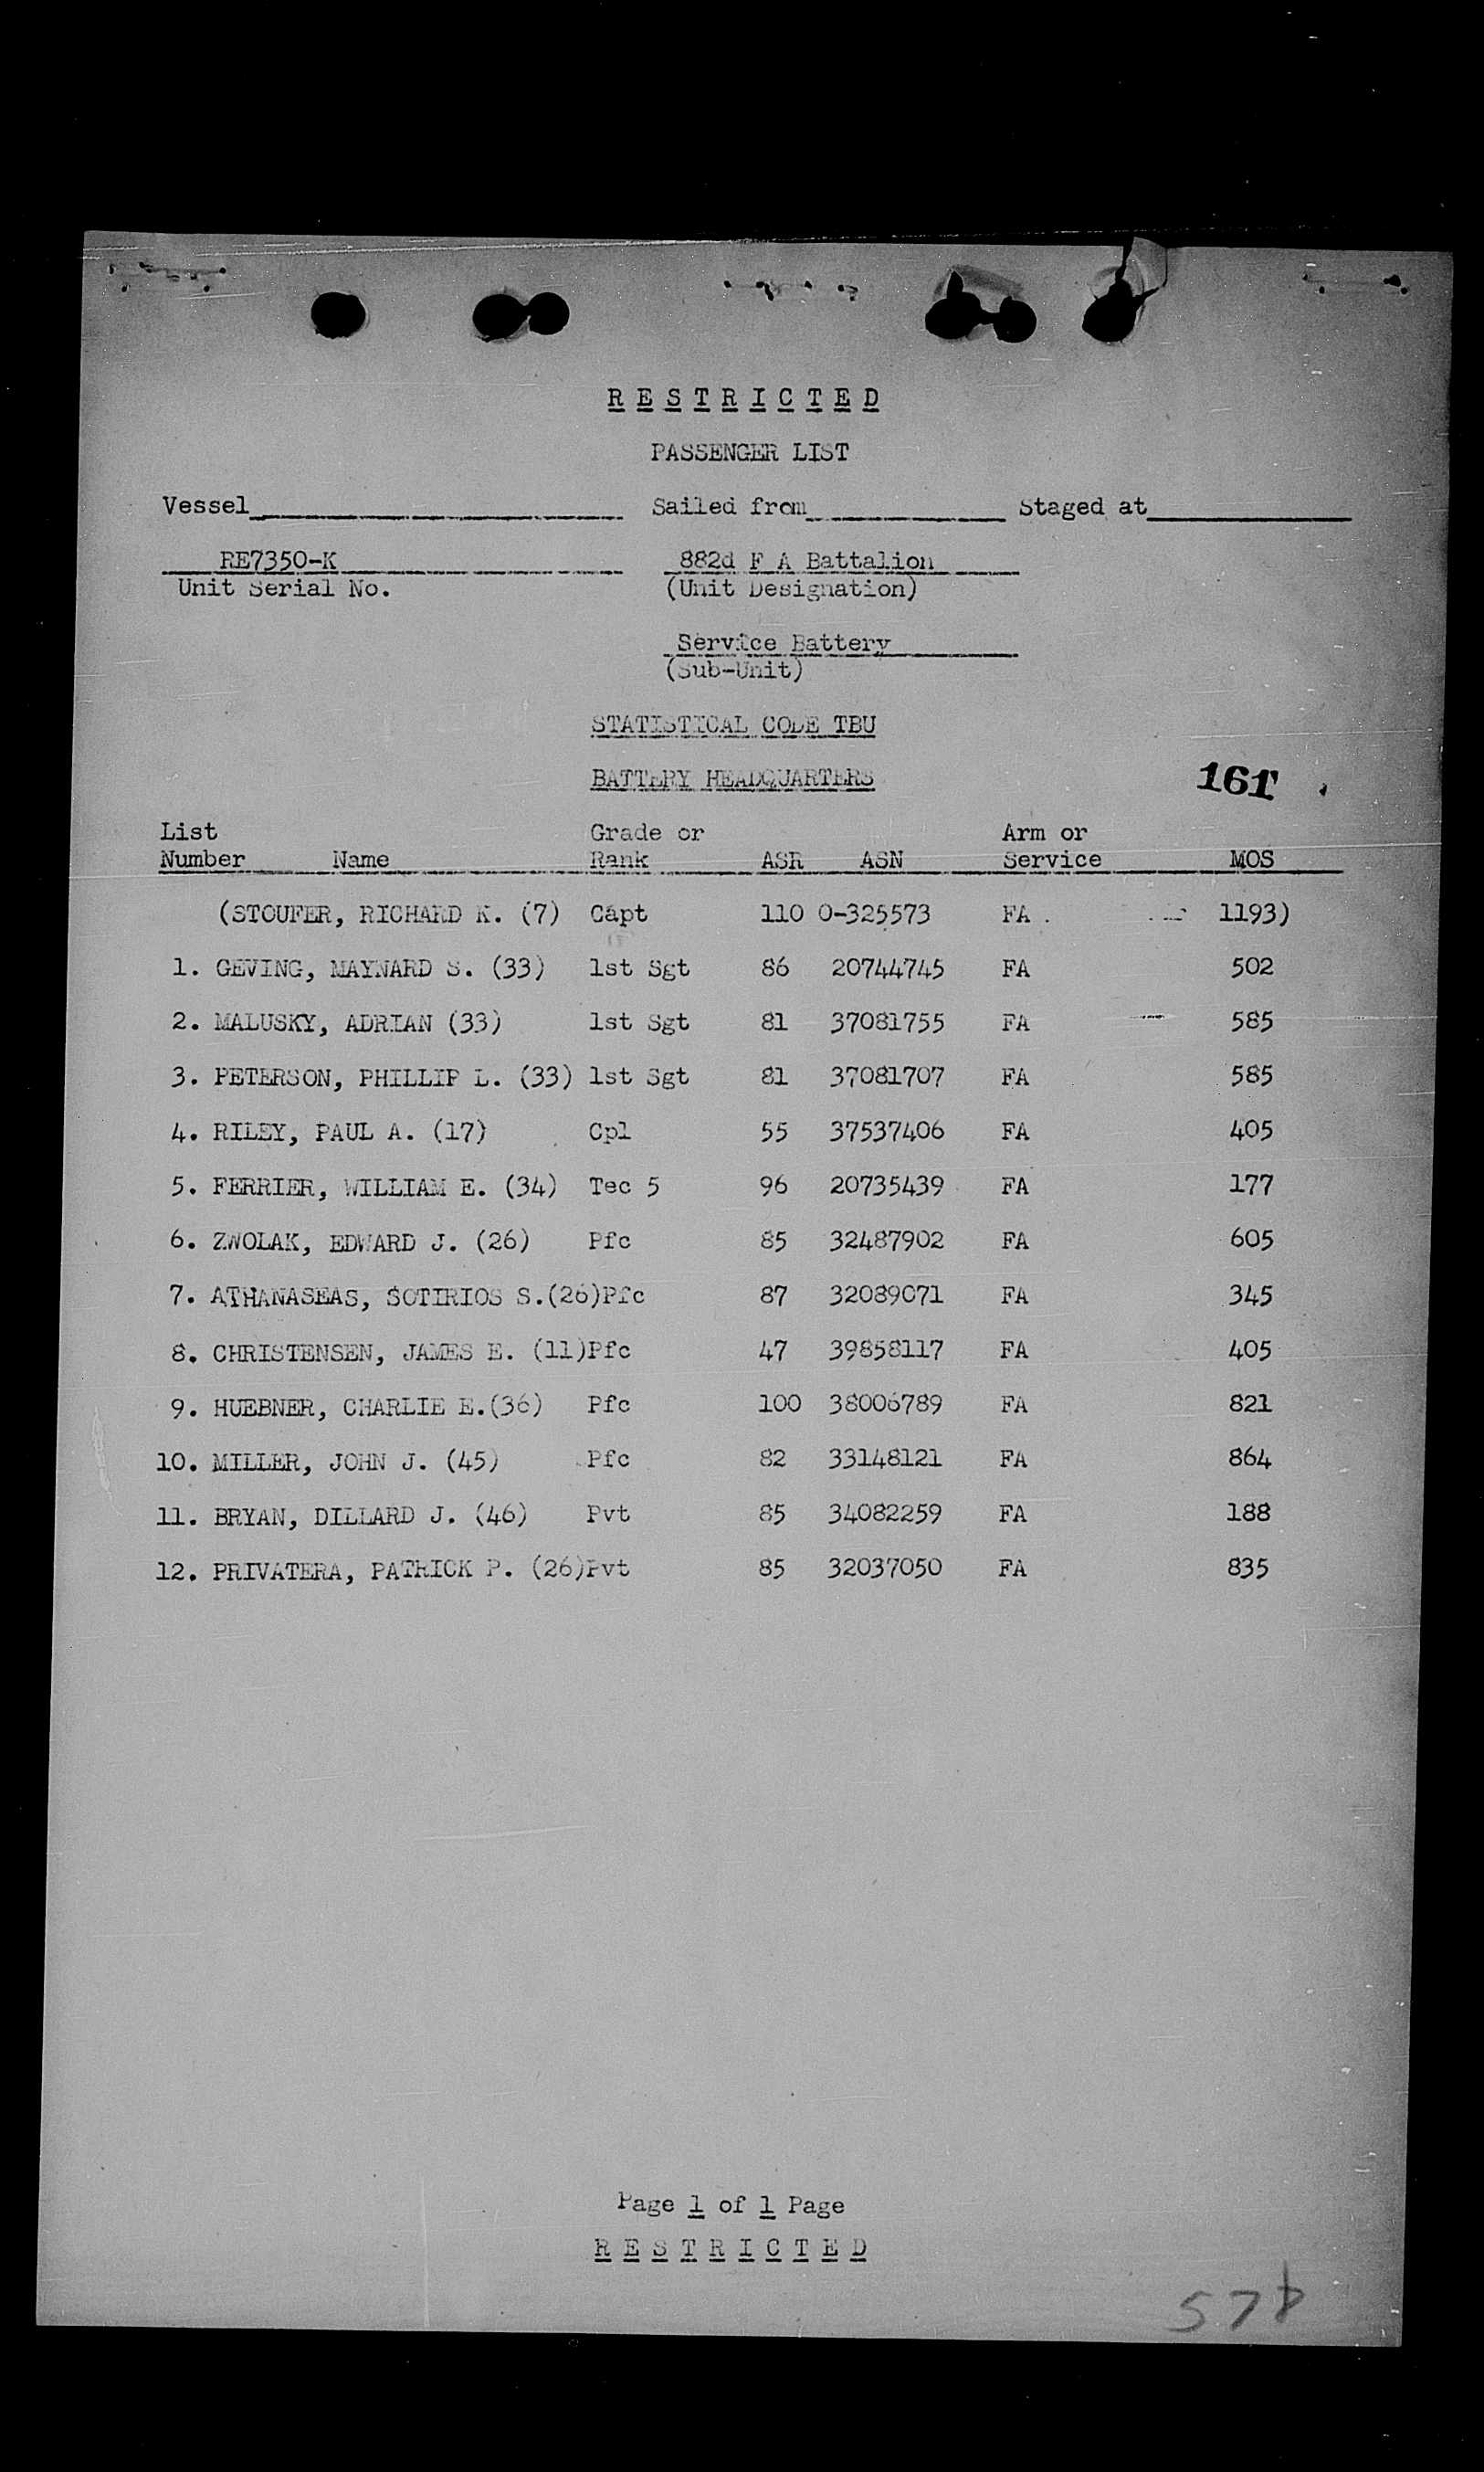 RESTRICTED
PASSENGER LIST
Vessel Sailed from Staged at
RE7350-K 882d F A Battalion
Unit Serial No. (Unit Designation)
Service Battery
(Sub-Unit)
STATISTICAL CODE TBU
BATTERY HEADQUARTERS 161
List Grade or Arm or
Number Name Rank ASR ASN Service MOS
(STOUFER, RICHARD K. (7) Capt 110 O-325573 FA 1193)
1. GEVING, MAYNARD S. (33) 1st Sgt 86 20744745 FA 502
2. MALUSKY, ADRIAN (33) 1st Sgt 81 37081755 FA 585
3. PETERSON, PHILLIP L. (33) 1st Sgt 81 37081707 FA 585
4. RILEY, PAUL A. (17) Cpl 55 37537406 FA 405
5. FERRIER, WILLIAM E. (34) Tec 5 96 20735439 FA 177
6. ZWOLAK, EDWARD J. (26) Pfc 85 32487902 FA 605
7. ATHANASEAS, SOTIRIOS S.(26)Pfc 87 32089071 FA 345
8. CHRISTENSEN, JAMES E. (11)Pfc 47 39858117 FA 405
9. HUEBNER, CHARLIE E.(36) Pfc 100 38006789 FA 821
10. MILLER, JOHN J. (45) Pfc 82 33148121 FA 864
11. BRYAN, DILLARD J. (46) Pvt 85 34082259 FA 188
12. PRIVATERA, PATRICK P. (26)Pvt 85 32037050 FA 835
Page 1 of 1 Page
RESTRICTED